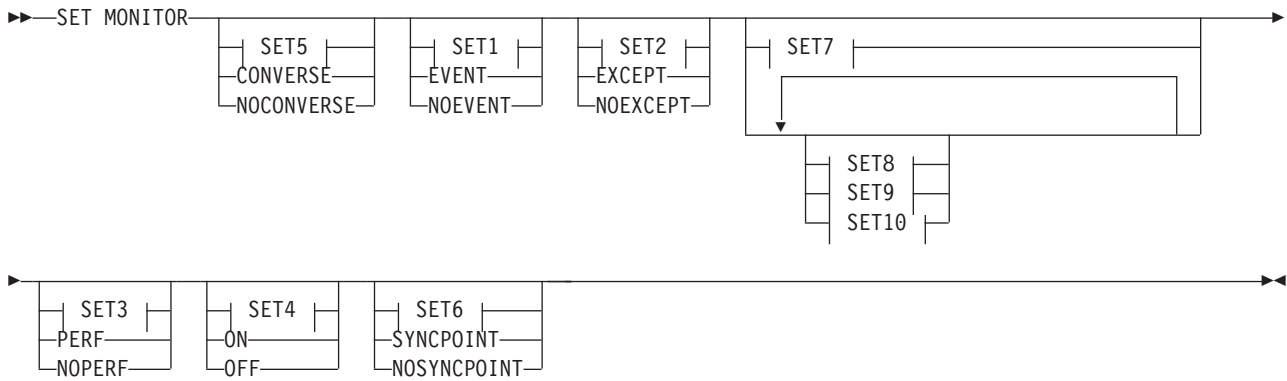 SET MONITOR
SET5 SET1 SET2 SET7
CONVERSE EVENT EXCEPT
NOCONVERSE NOEVENT NOEXCEPT
SET8
SET9
SET10
SET3 SET4 SET6
PERF ON SYNCPOINT
NOPERF OFF NOSYNCPOINT